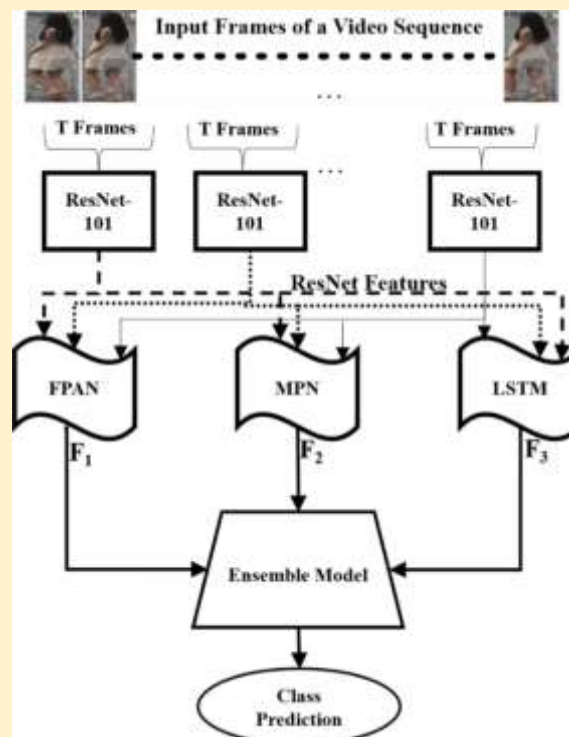 Input Frames of a Video Sequence
...
T Frames T Frames T Frames
...
ResNet-
101
ResNet-
101
ResNet-
101
ResNet Features
FPAN MPN LSTM
F1 F2 F3
Ensemble Model
Class
Prediction